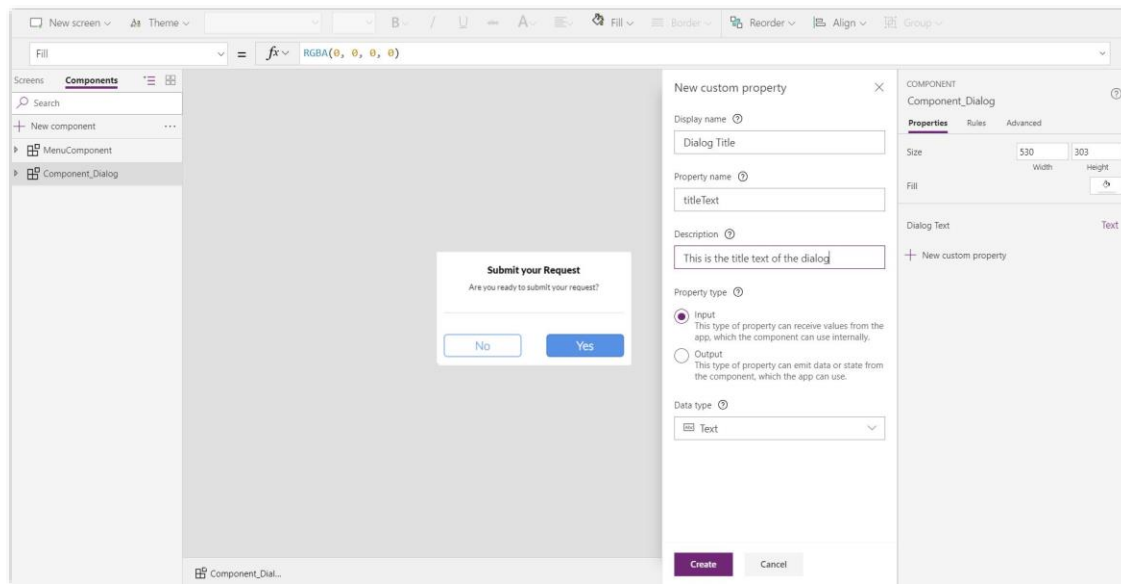 New screen Theme B / U abc A Fill Border Reorder Align Group
Fill = fx RGBA(0, 0, 0, 0)
Screens Components
Search
New component ...
MenuComponent
Component_Dialog
Submit your Request
Are you ready to submit your request?
No Yes
Component_Dial...
New custom property
Display name
Dialog Title
Property name
titleText
Description
This is the title text of the dialog
Property type
Input
This type of property can receive values from the
app, which the component can use internally.
Output
This type of property can emit data or state from
the component, which the app can use.
Data type
Abc Text
Create Cancel
COMPONENT
Component_Dialog
Properties Rules Advanced
Size 530 303
Width Height
Fill
Dialog Text Text
New custom property